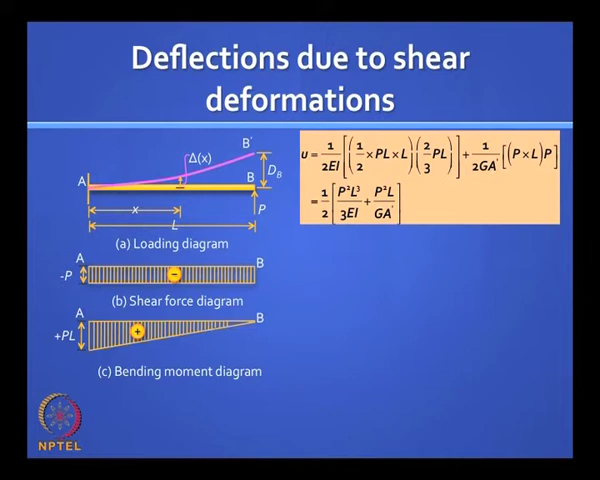 Deflections due to shear
deformations
B'
Δ(x)
A
B
D_B
x
P
L
(a) Loading diagram
A
B
-P
−
(b) Shear force diagram
A
B
+PL
+
(c) Bending moment diagram
u = 1/2EI [(1/2 × PL × L)(2/3 PL)] + 1/2GA' [(P × L)P]
= 1/2 [P²L³/3EI + P²L/GA']
NPTEL